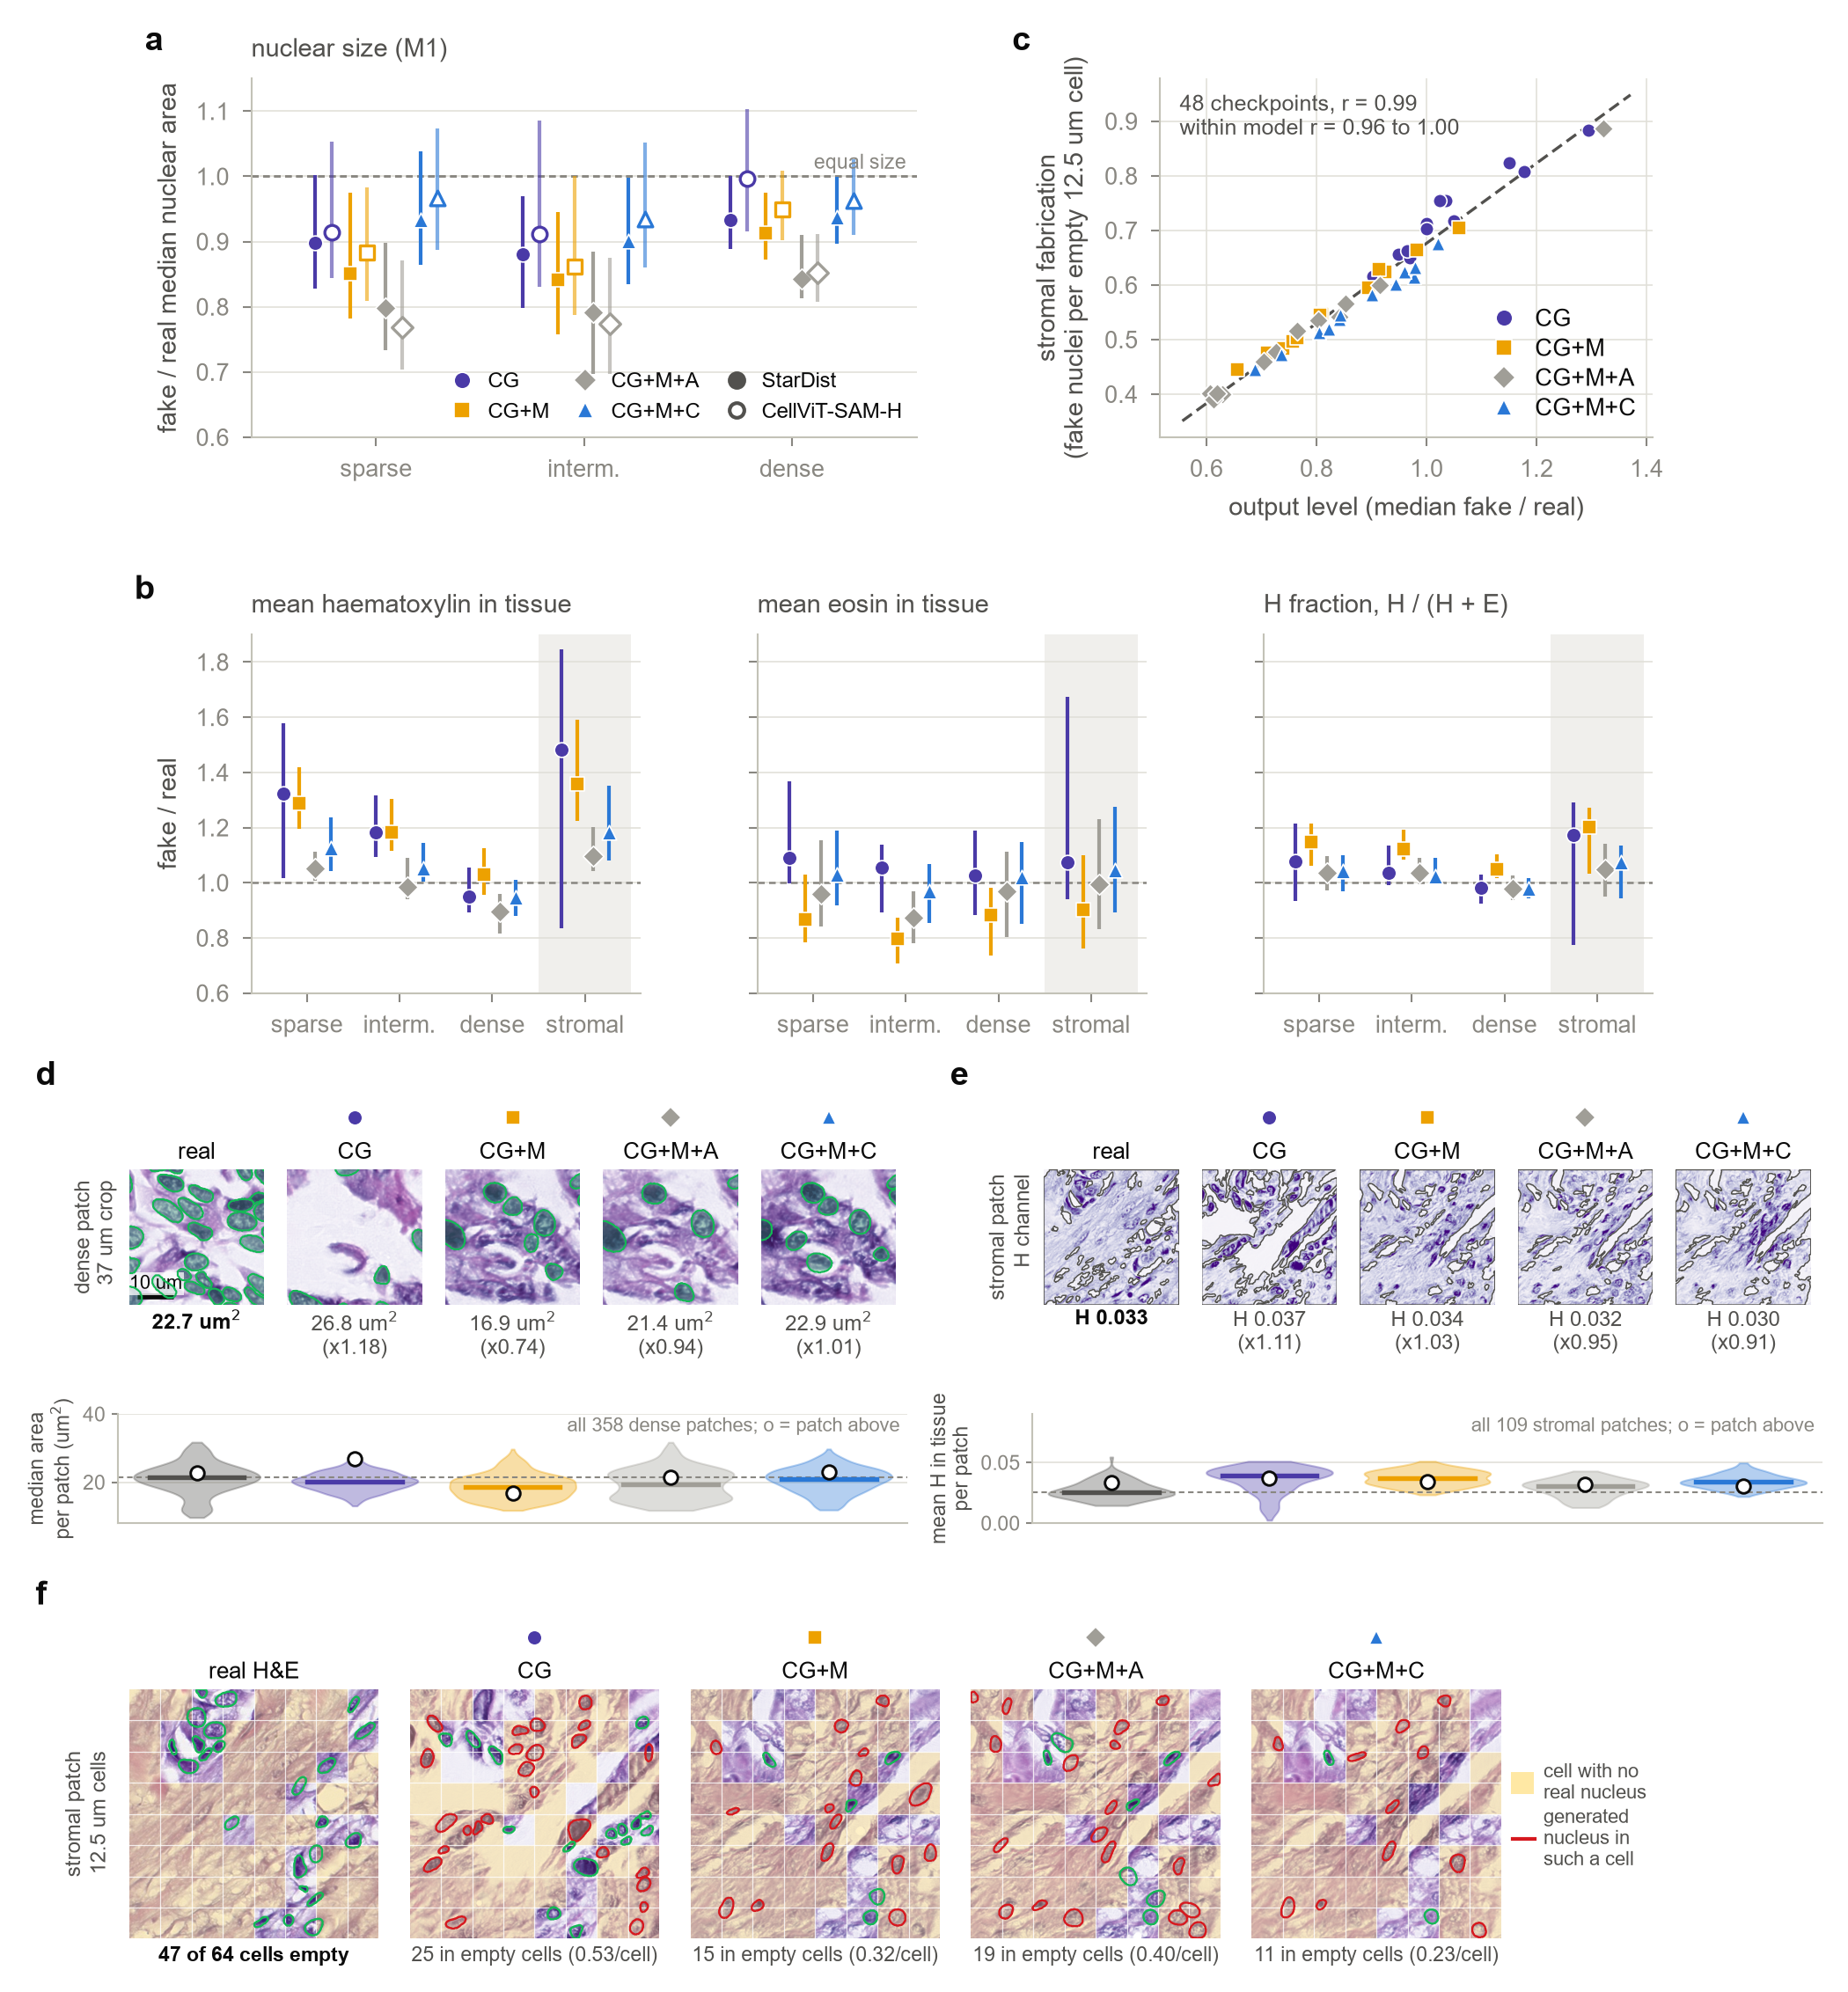 a
nuclear size (M1)
fake / real median nuclear area
1.1
1.0
0.9
0.8
0.7
0.6
equal size
CG
CG+M
CG+M+A
CG+M+C
StarDist
CellViT-SAM-H
sparse
interm.
dense
c
stromal fabrication
(fake nuclei per empty 12.5 um cell)
48 checkpoints, r = 0.99
within model r = 0.96 to 1.00
0.9
0.8
0.7
0.6
0.5
0.4
CG
CG+M
CG+M+A
CG+M+C
0.6
0.8
1.0
1.2
1.4
output level (median fake / real)
b
mean haematoxylin in tissue
mean eosin in tissue
H fraction, H / (H + E)
fake / real
1.8
1.6
1.4
1.2
1.0
0.8
0.6
sparse
interm.
dense
stromal
sparse
interm.
dense
stromal
sparse
interm.
dense
stromal
d
real
CG
CG+M
CG+M+A
CG+M+C
dense patch
37 um crop
10 um
22.7 um²
26.8 um²
(x1.18)
16.9 um²
(x0.74)
21.4 um²
(x0.94)
22.9 um²
(x1.01)
median area
per patch (um²)
40
20
all 358 dense patches; o = patch above
e
real
CG
CG+M
CG+M+A
CG+M+C
stromal patch
H channel
H 0.033
H 0.037
(x1.11)
H 0.034
(x1.03)
H 0.032
(x0.95)
H 0.030
(x0.91)
mean H in tissue
per patch
0.05
0.00
all 109 stromal patches; o = patch above
f
real H&E
CG
CG+M
CG+M+A
CG+M+C
stromal patch
12.5 um cells
47 of 64 cells empty
25 in empty cells (0.53/cell)
15 in empty cells (0.32/cell)
19 in empty cells (0.40/cell)
11 in empty cells (0.23/cell)
cell with no
real nucleus
generated
nucleus in
such a cell